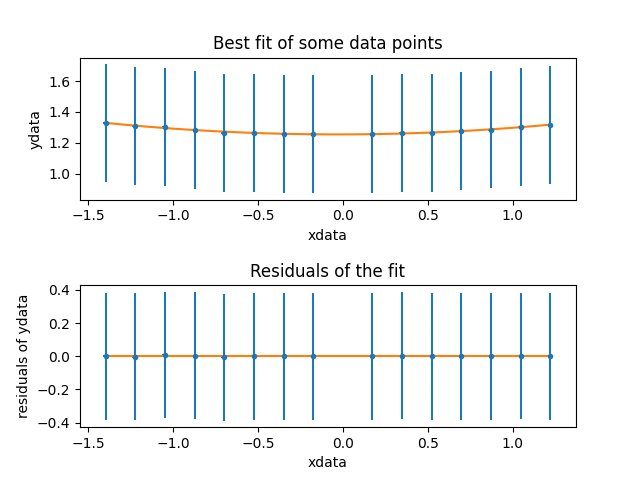 Best fit of some data points
1.6
1.4
1.2
1.0
ydata
−1.5 −1.0 −0.5 0.0 0.5 1.0
xdata
Residuals of the fit
0.4
0.2
0.0
−0.2
−0.4
residuals of ydata
−1.5 −1.0 −0.5 0.0 0.5 1.0
xdata